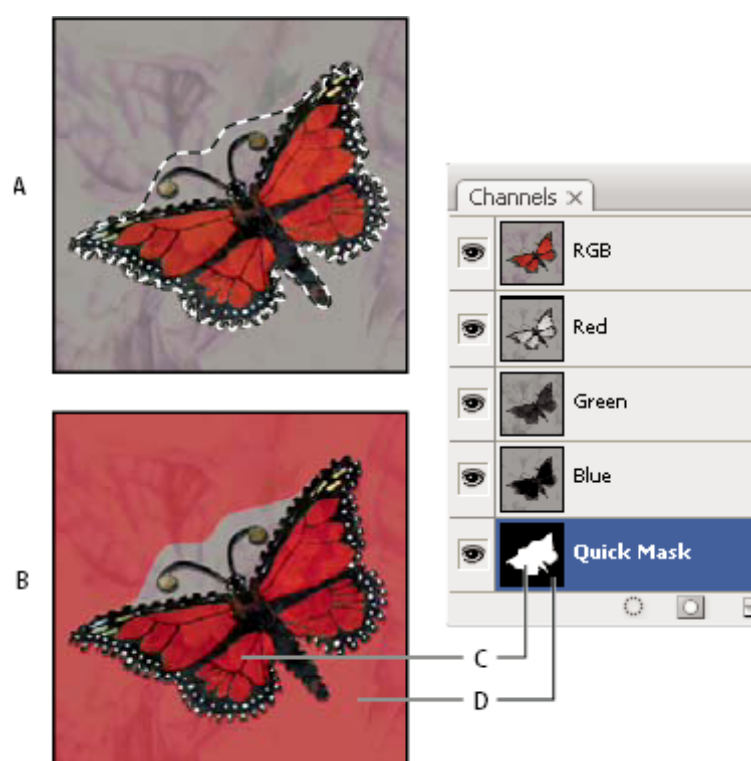 A
Channels ×
RGB
Red
Green
Blue
B
Quick Mask
C
D